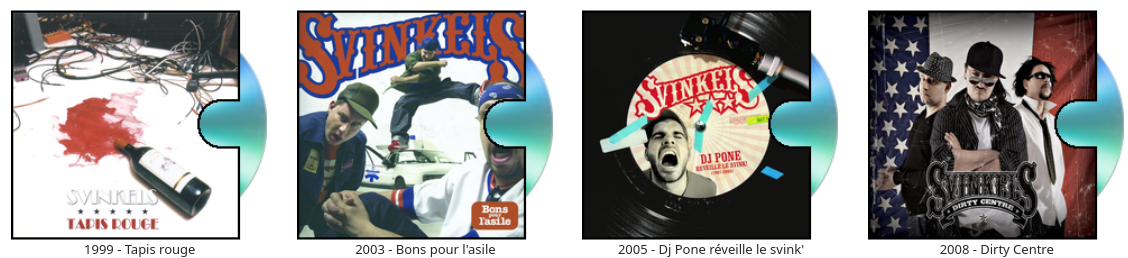 SVINKELS
TAPIS ROUGE
1999 - Tapis rouge
SVINKELS
Bons
pour
l'asile
2003 - Bons pour l'asile
SVINKELS
DJ PONE
RÉVEILLE LE SVINK!
2005 - Dj Pone réveille le svink'
SVINKELS
DIRTY CENTRE
2008 - Dirty Centre